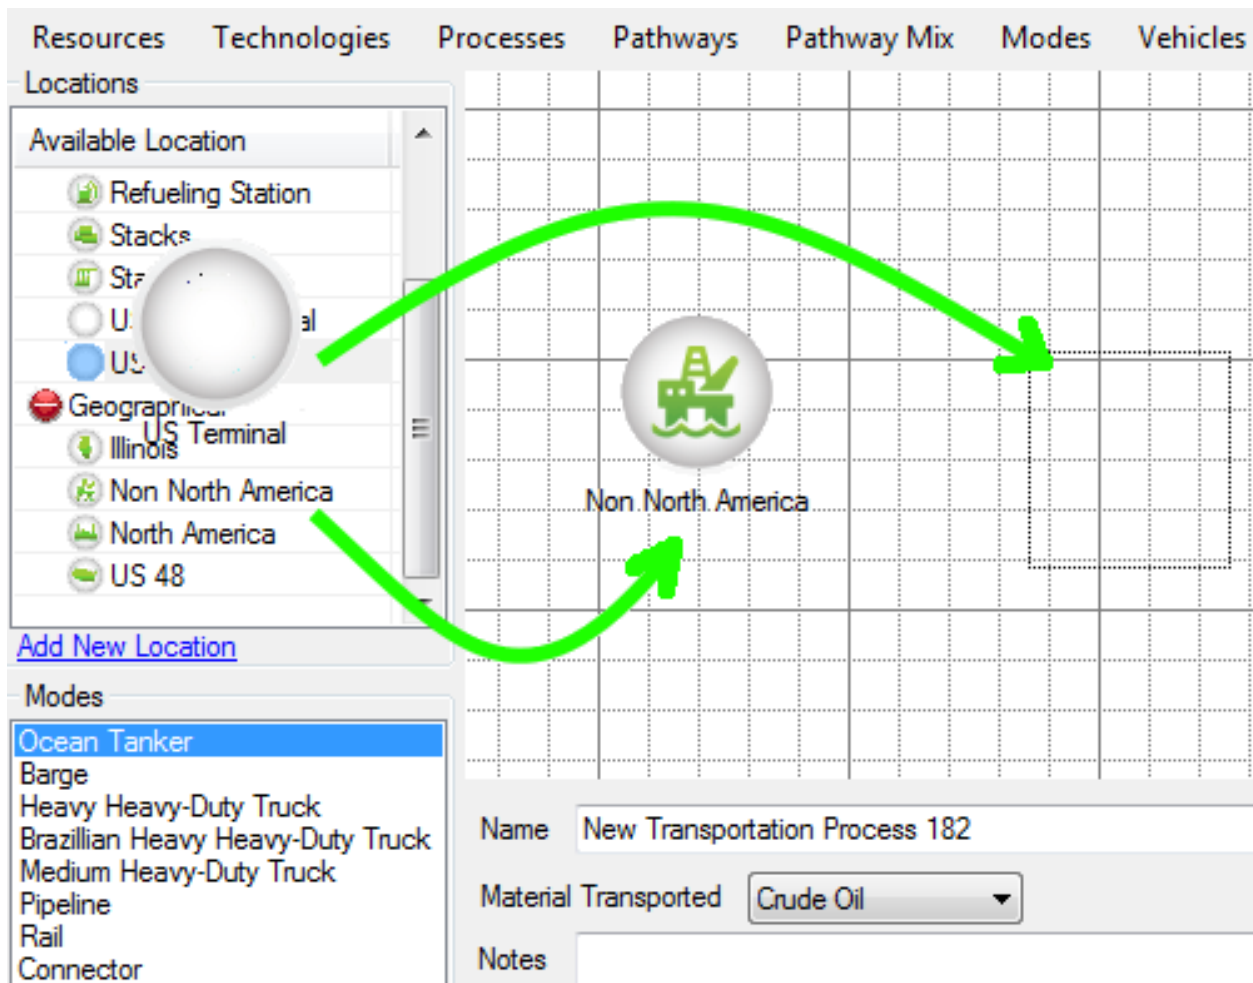 Resources Technologies Processes Pathways Pathway Mix Modes Vehicles
Locations
Available Location
Refueling Station
Stacks
US
US Terminal
Illinois
Non North America
North America
US 48
Add New Location
Non North America
Modes
Ocean Tanker
Barge
Heavy Heavy-Duty Truck
Brazillian Heavy Heavy-Duty Truck
Medium Heavy-Duty Truck
Pipeline
Rail
Connector
Name New Transportation Process 182
Material Transported Crude Oil
Notes